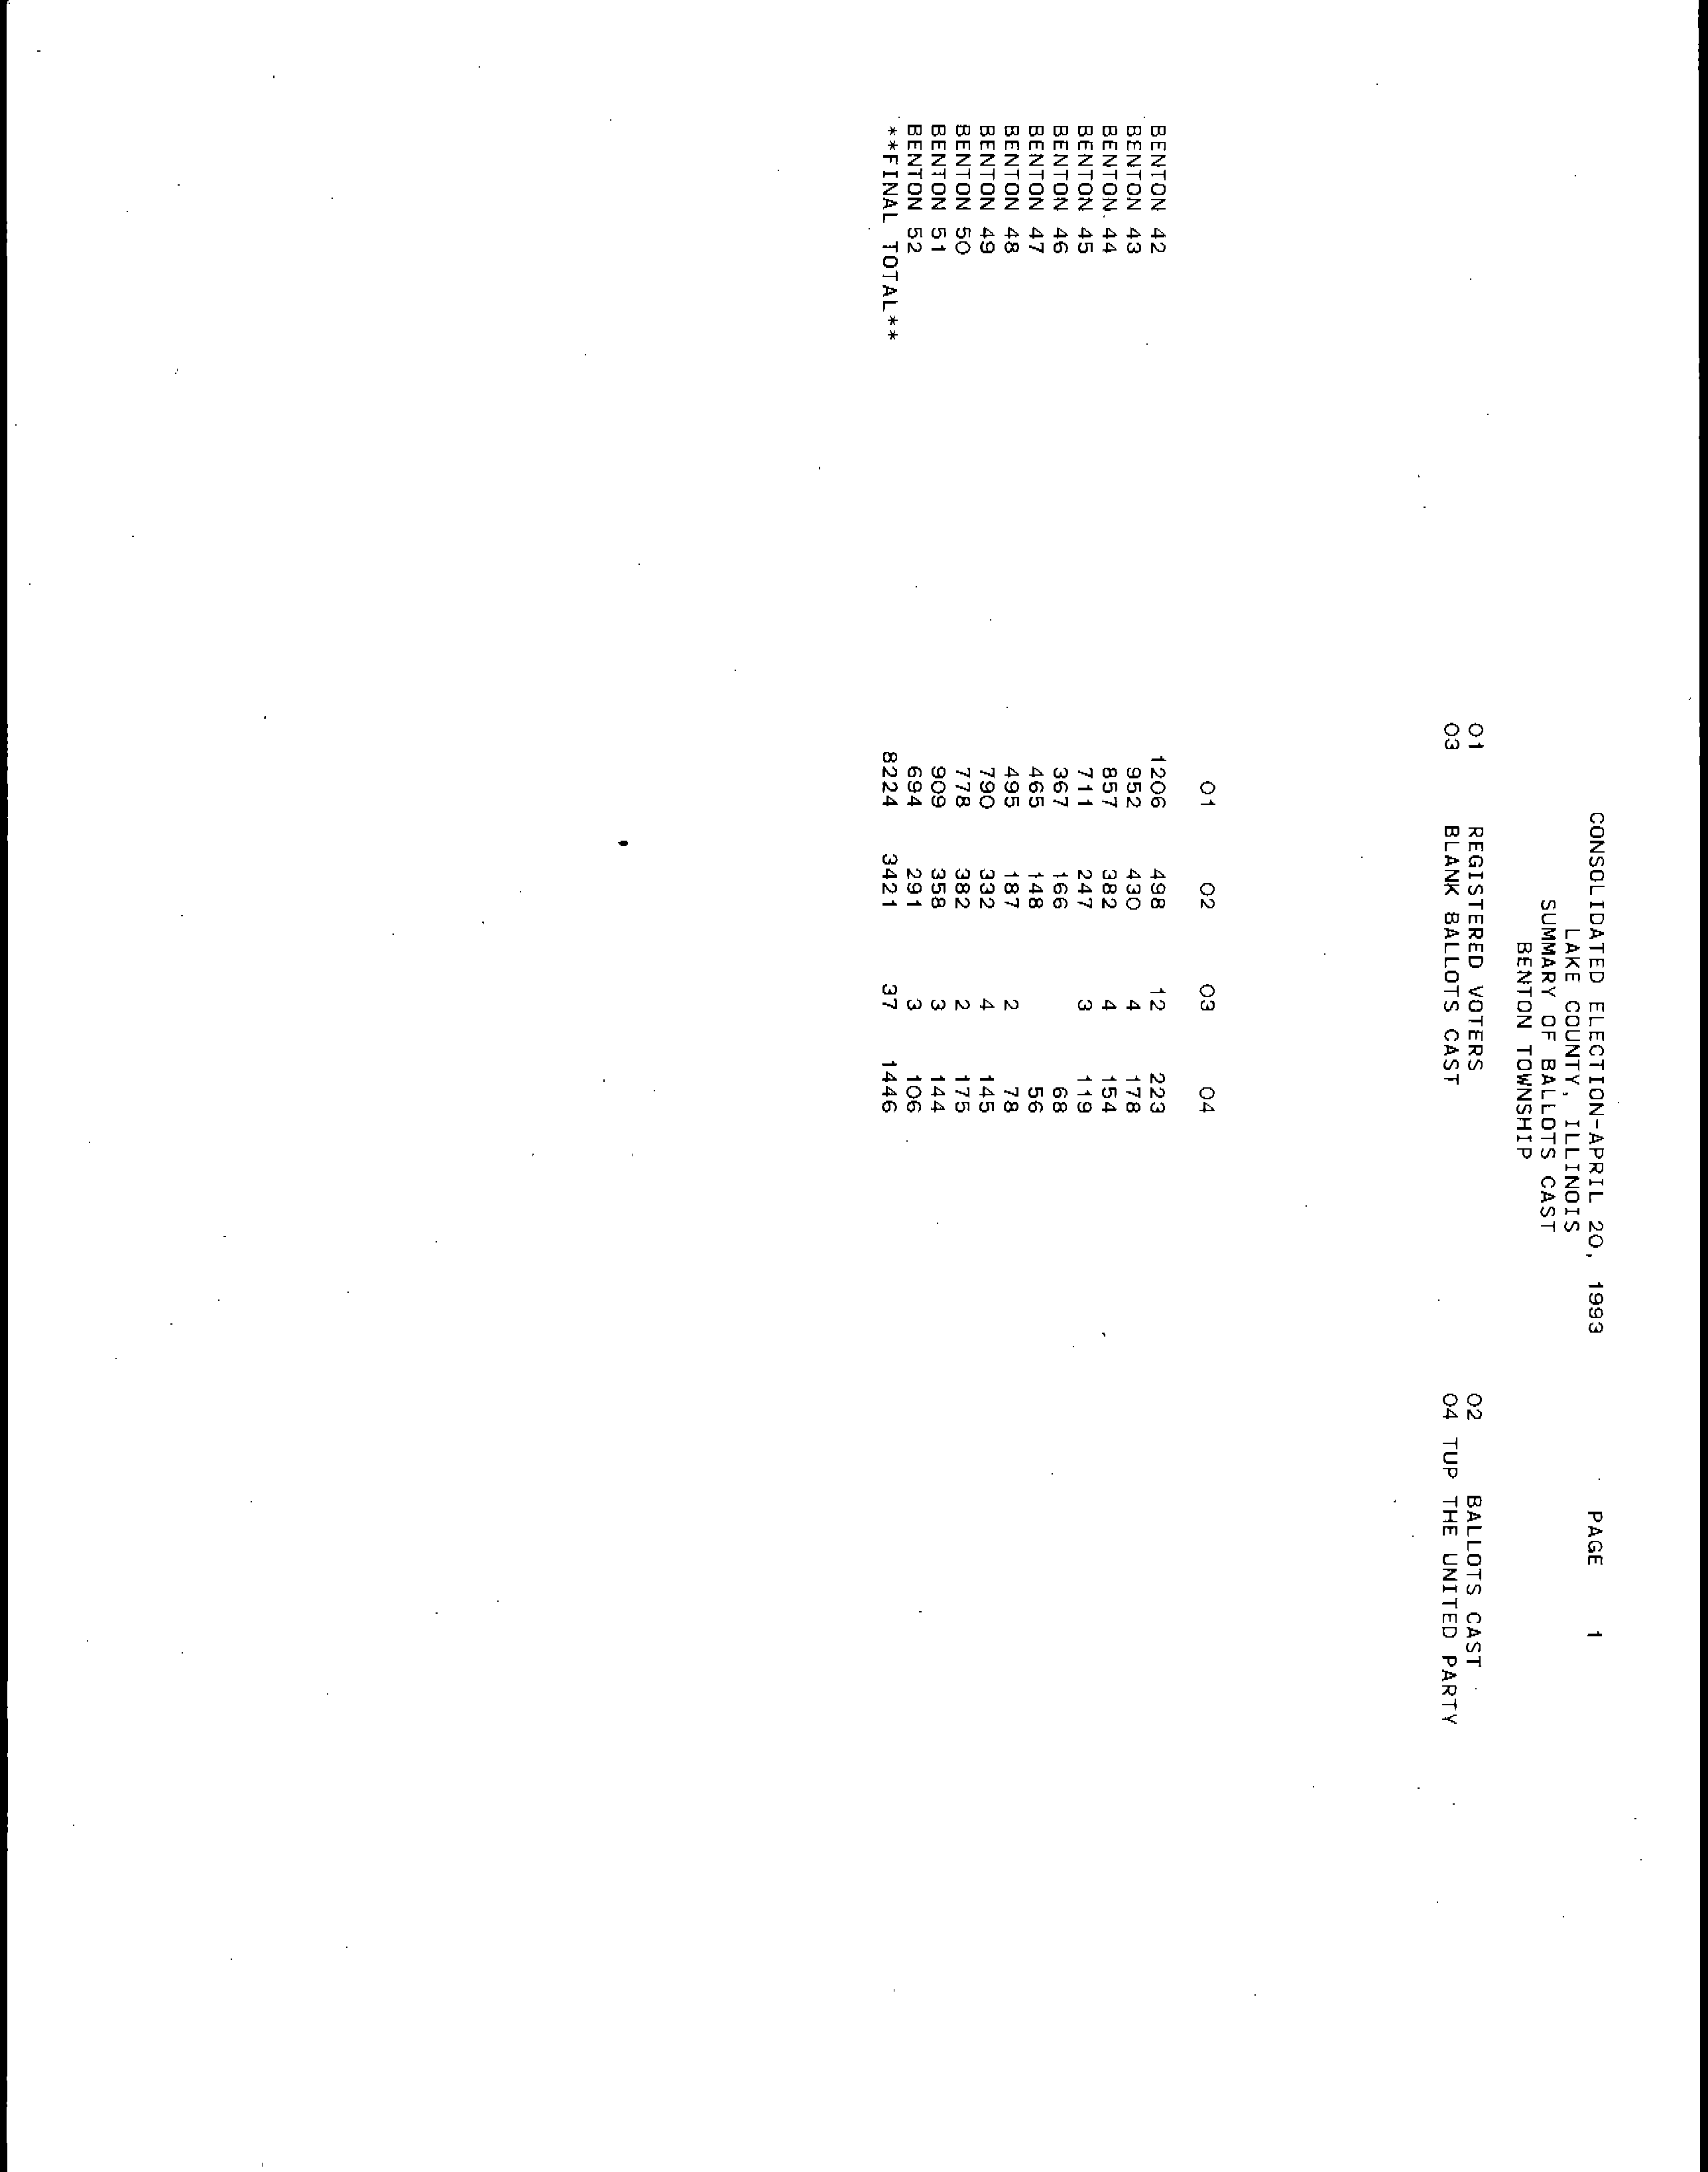 CONSOLIDATED ELECTION-APRIL 20, 1993 PAGE 1
LAKE COUNTY, ILLINOIS
SUMMARY OF BALLOTS CAST
BENTON TOWNSHIP
01 REGISTERED VOTERS 02 BALLOTS CAST
03 BLANK BALLOTS CAST 04 TUP THE UNITED PARTY
01 02 03 04
BENTON 42 1206 498 12 223
BENTON 43 952 430 4 178
BENTON 44 857 382 4 154
BENTON 45 711 247 3 119
BENTON 46 367 166 68
BENTON 47 465 148 56
BENTON 48 495 187 2 78
BENTON 49 790 332 4 145
BENTON 50 778 382 2 175
BENTON 51 909 358 3 144
BENTON 52 694 291 3 106
**FINAL TOTAL** 8224 3421 37 1446